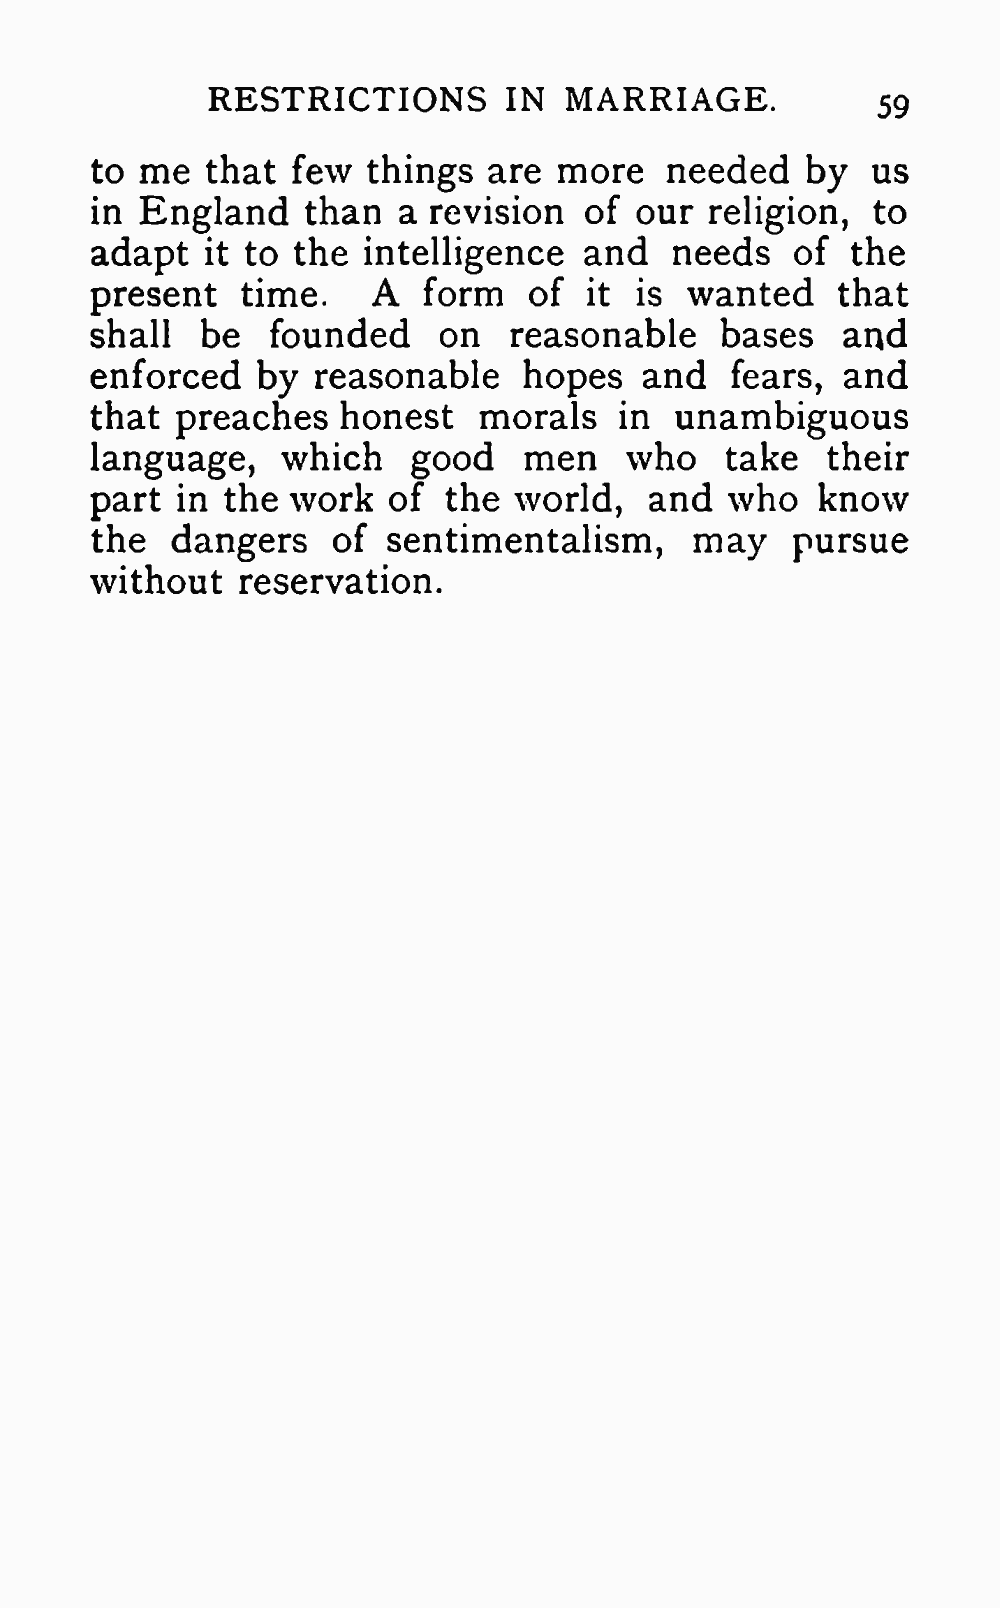 RESTRICTIONS IN MARRIAGE. 59
to me that few things are more needed by us
in England than a revision of our religion, to
adapt it to the intelligence and needs of the
present time. A form of it is wanted that
shall be founded on reasonable bases and
enforced by reasonable hopes and fears, and
that preaches honest morals in unambiguous
language, which good men who take their
part in the work of the world, and who know
the dangers of sentimentalism, may pursue
without reservation.